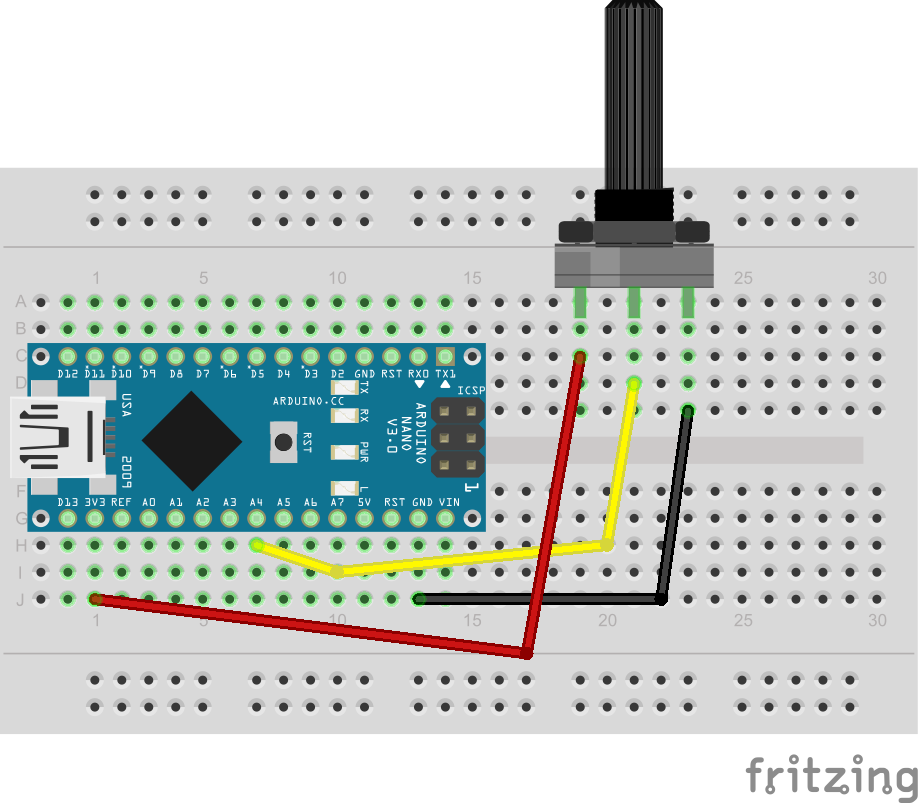 1 5 10 15 25 30
A
B
C
D12 D11 D10 D9 D8 D7 D6 D5 D4 D3 D2 GND RST RX0 TX1
D
TX
ICSP
ARDUINO.CC
RX
USA
ARDUINO
NANO
V3.0
RST
PWR
2009
L
1
F
D13 3V3 REF A0 A1 A2 A3 A4 A5 A6 A7 5V RST GND VIN
G
H
I
J
1 5 10 15 20 25 30
fritzing